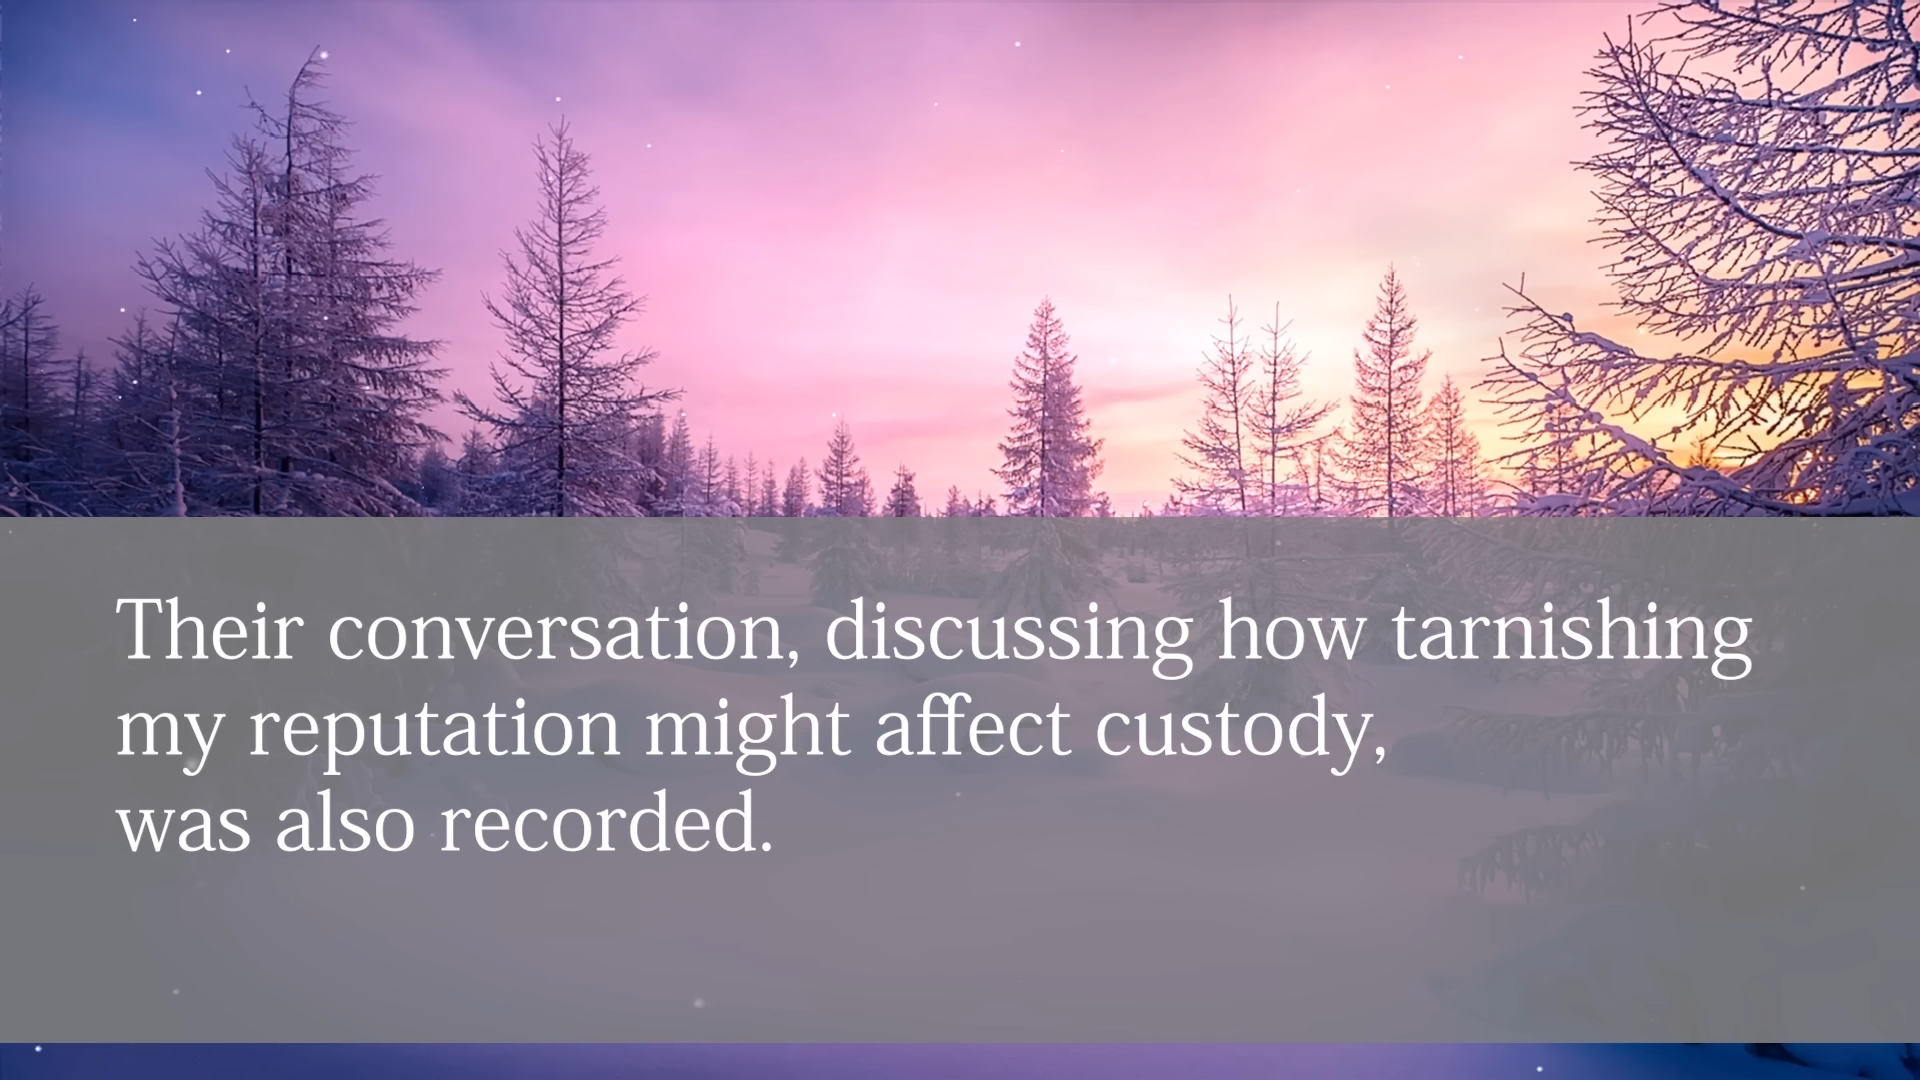 Their conversation, discussing how tarnishing
my reputation might affect custody,
was also recorded.